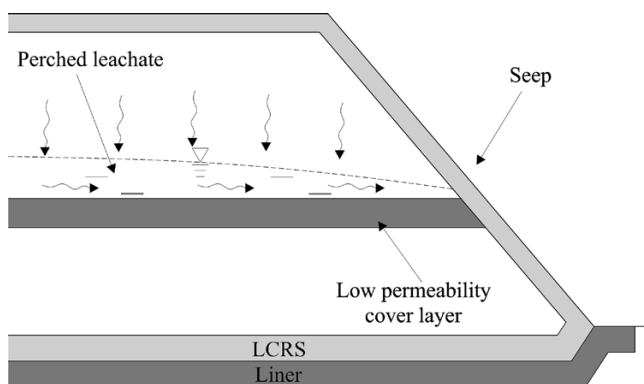 Perched leachate
Seep
Low permeability
cover layer
LCRS
Liner